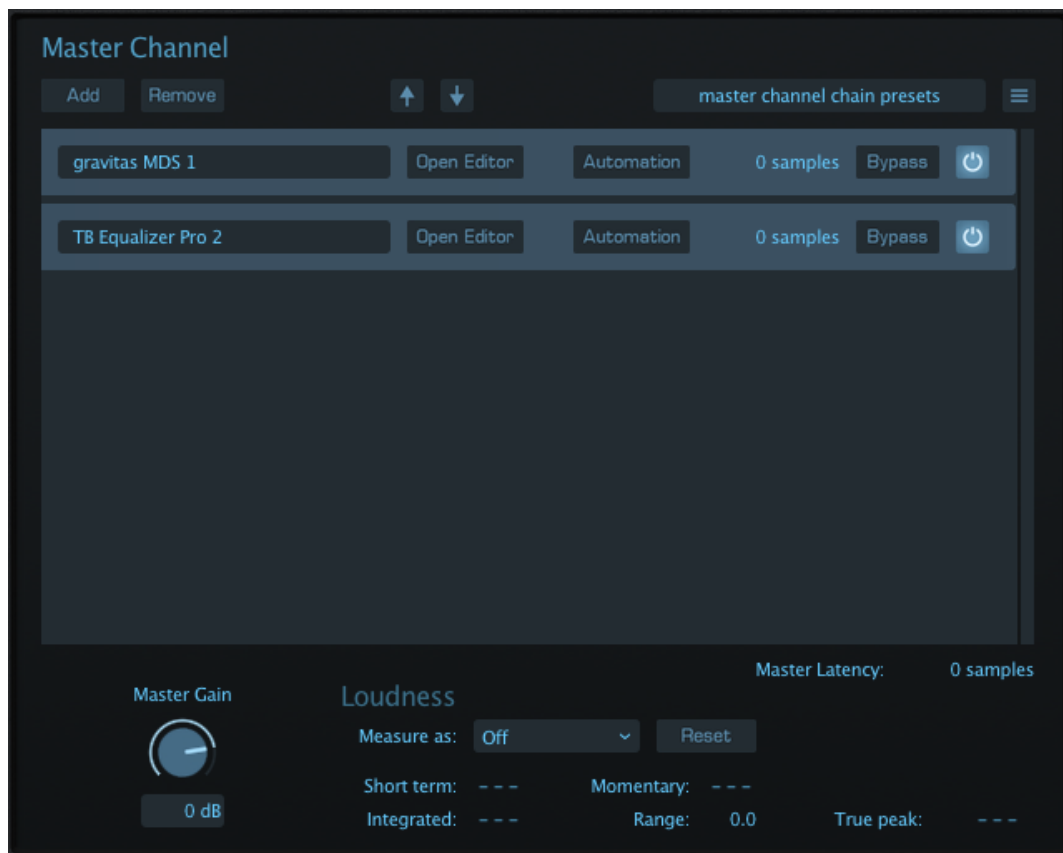 Master Channel
Add Remove master channel chain presets
gravitas MDS 1 Open Editor Automation 0 samples Bypass
TB Equalizer Pro 2 Open Editor Automation 0 samples Bypass
Master Latency: 0 samples
Master Gain Loudness
Measure as: Off Reset
Short term: --- Momentary: ---
0 dB Integrated: --- Range: 0.0 True peak: ---